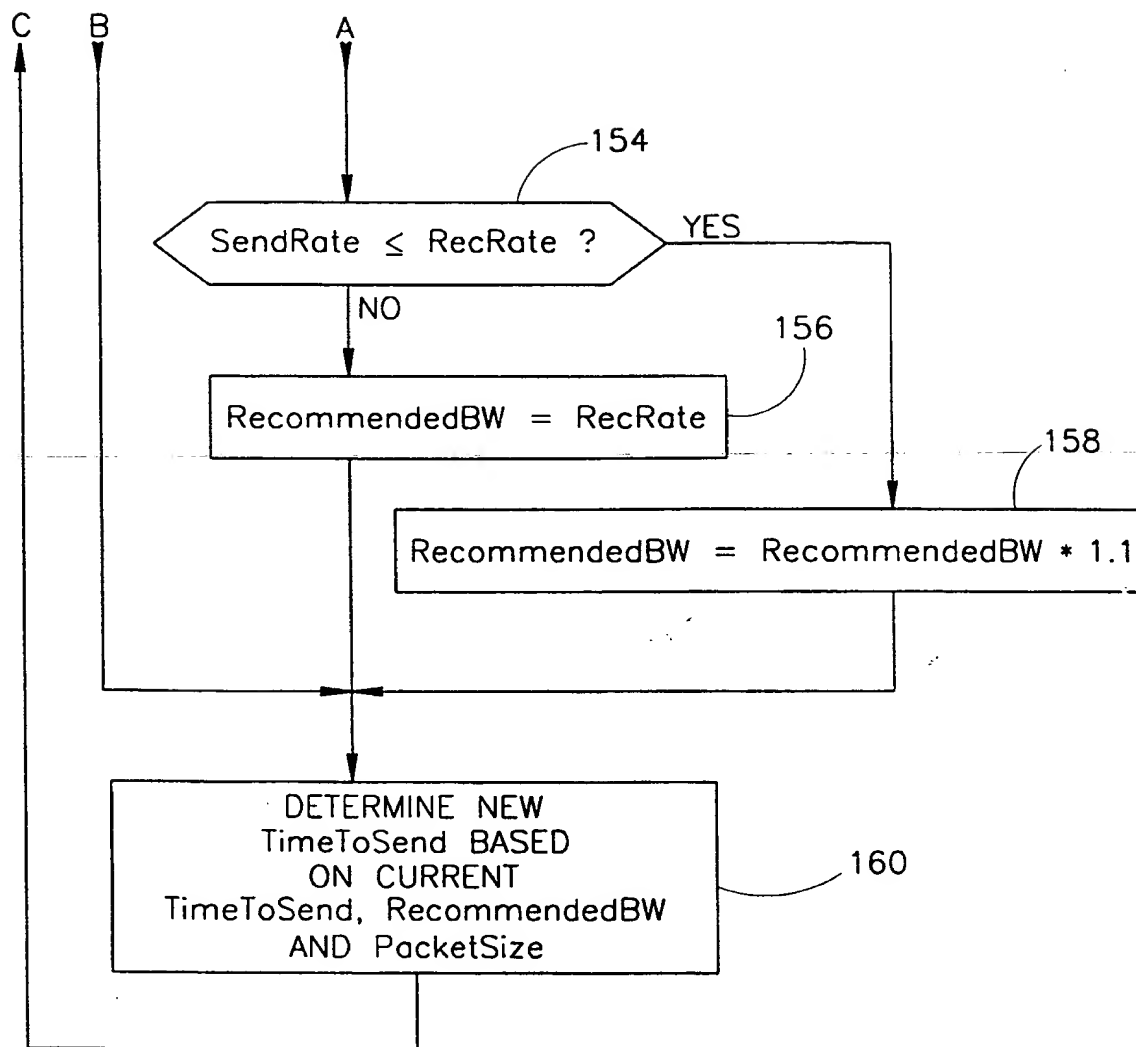 C
B
A
154
SendRate ≤ RecRate ?
YES
NO
156
RecommendedBW = RecRate
158
RecommendedBW = RecommendedBW * 1.1
DETERMINE NEW
TimeToSend BASED
ON CURRENT
TimeToSend, RecommendedBW
AND PacketSize
160